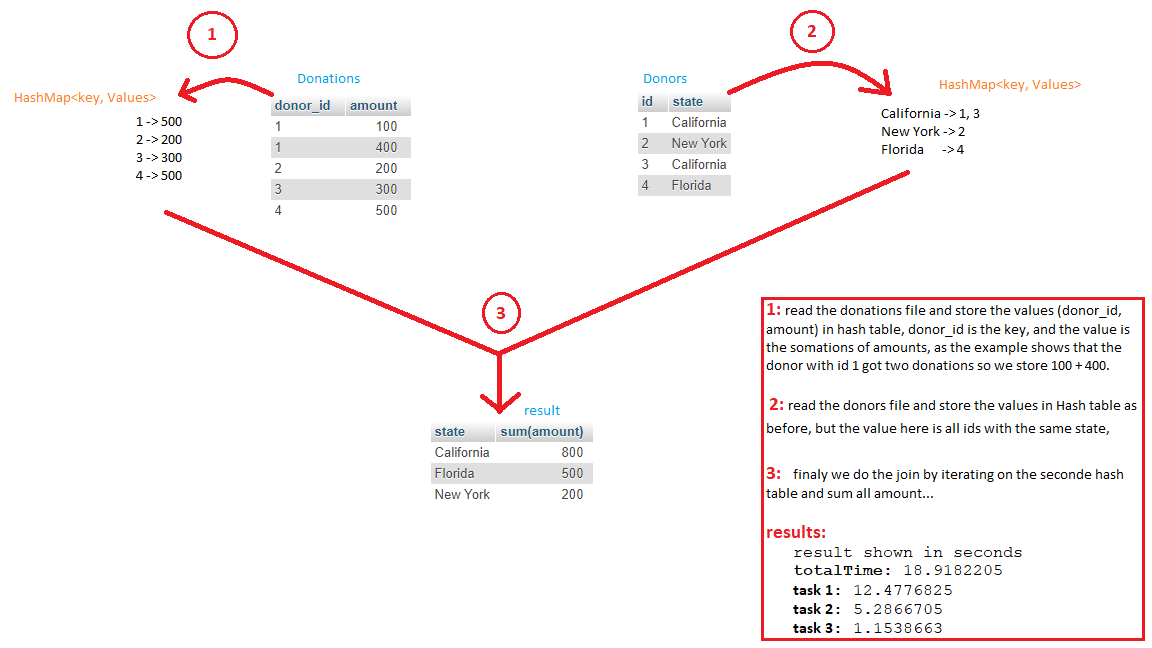 1
2
Donations
Donors
HashMap<key, Values>
HashMap<key, Values>
1 -> 500
2 -> 200
3 -> 300
4 -> 500
donor_id amount
1 100
1 400
2 200
3 300
4 500
id state
1 California
2 New York
3 California
4 Florida
California -> 1, 3
New York -> 2
Florida -> 4
3
result
state sum(amount)
California 800
Florida 500
New York 200
1: read the donations file and store the values (donor_id,
amount) in hash table, donor_id is the key, and the value is
the somations of amounts, as the example shows that the
donor with id 1 got two donations so we store 100 + 400.
2: read the donors file and store the values in Hash table as
before, but the value here is all ids with the same state,
3: finaly we do the join by iterating on the seconde hash
table and sum all amount...
results:
result shown in seconds
totalTime: 18.9182205
task 1: 12.4776825
task 2: 5.2866705
task 3: 1.1538663